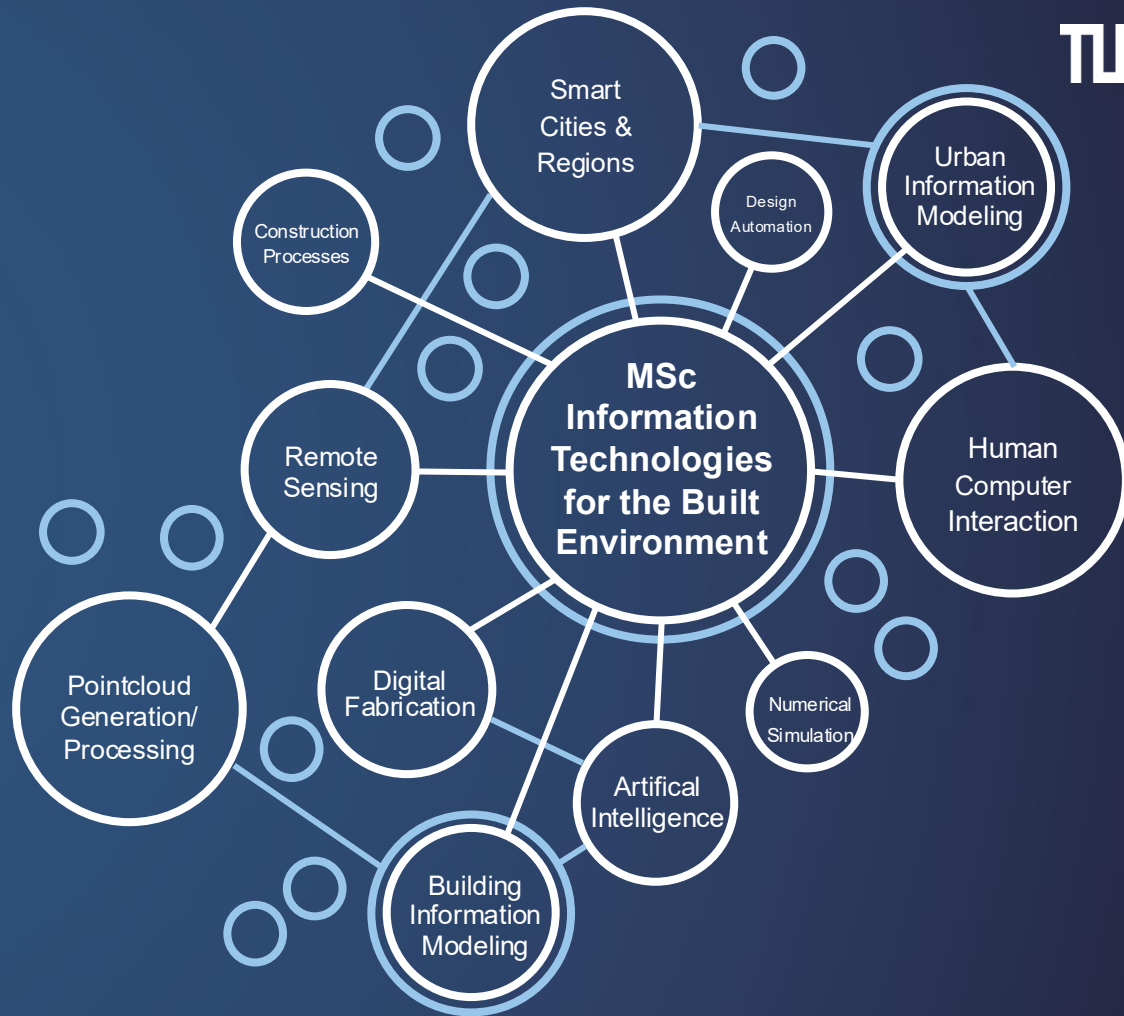 TU
Smart
Cities &
Regions
Urban
Information
Modeling
Design
Automation
Construction
Processes
MSc
Information
Technologies
for the Built
Environment
Human
Computer
Interaction
Remote
Sensing
Pointcloud
Generation/
Processing
Digital
Fabrication
Numerical
Simulation
Artifical
Intelligence
Building
Information
Modeling